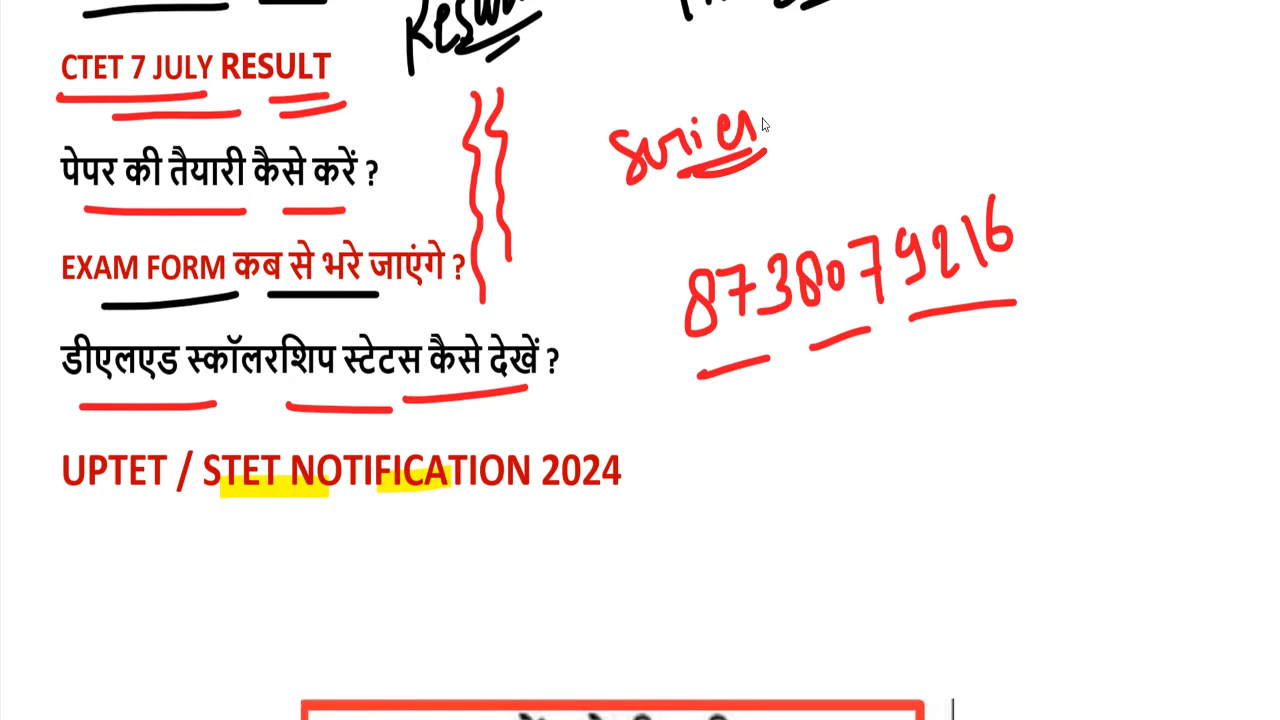 CTET 7 JULY RESULT
पेपर की तैयारी कैसे करें ?
EXAM FORM कब से भरे जाएंगे ?
डीएलएड स्कॉलरशिप स्टेटस कैसे देखें ?
UPTET / STET NOTIFICATION 2024
Series
8738079216